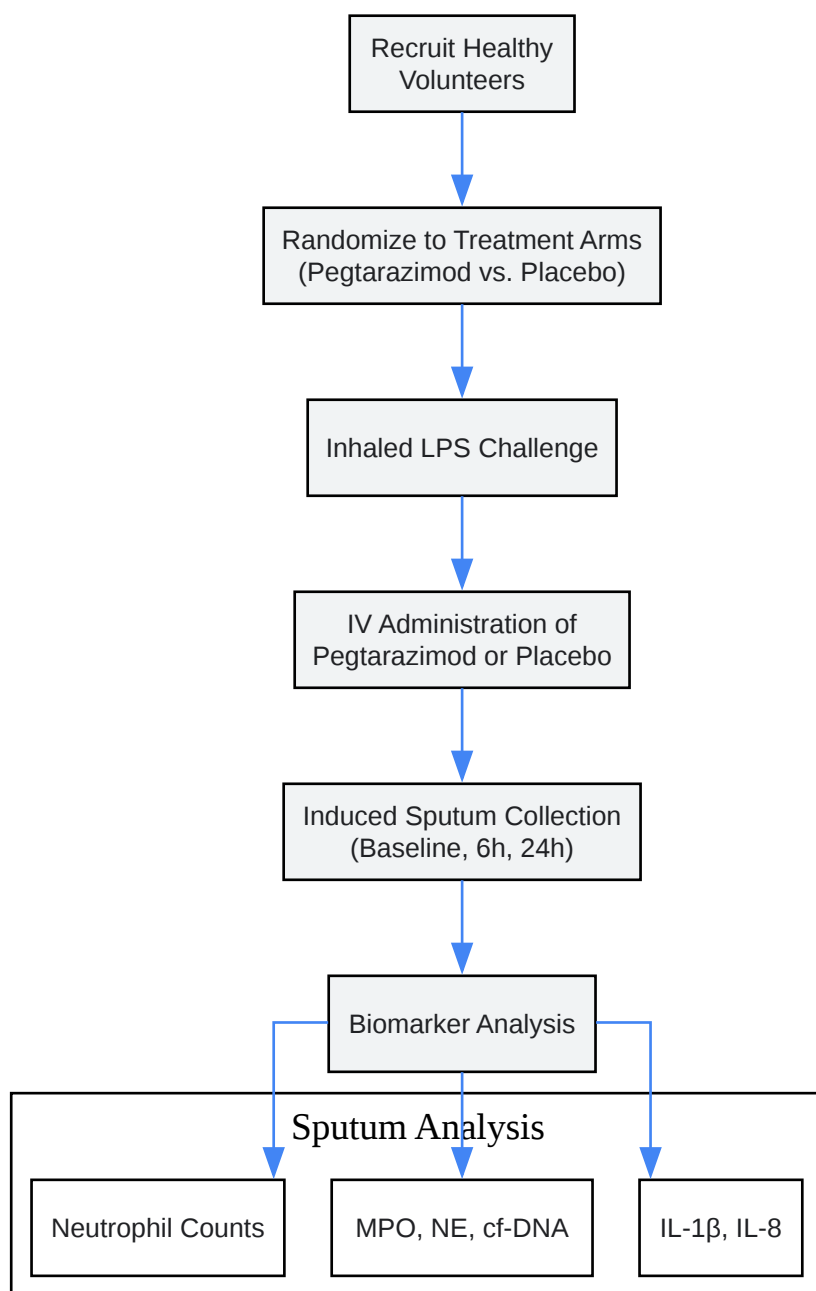 Recruit Healthy
Volunteers
Randomize to Treatment Arms
(Pegtarazimod vs. Placebo)
Inhaled LPS Challenge
IV Administration of
Pegtarazimod or Placebo
Induced Sputum Collection
(Baseline, 6h, 24h)
Biomarker Analysis
Sputum Analysis
Neutrophil Counts
MPO, NE, cf-DNA
IL-1β, IL-8